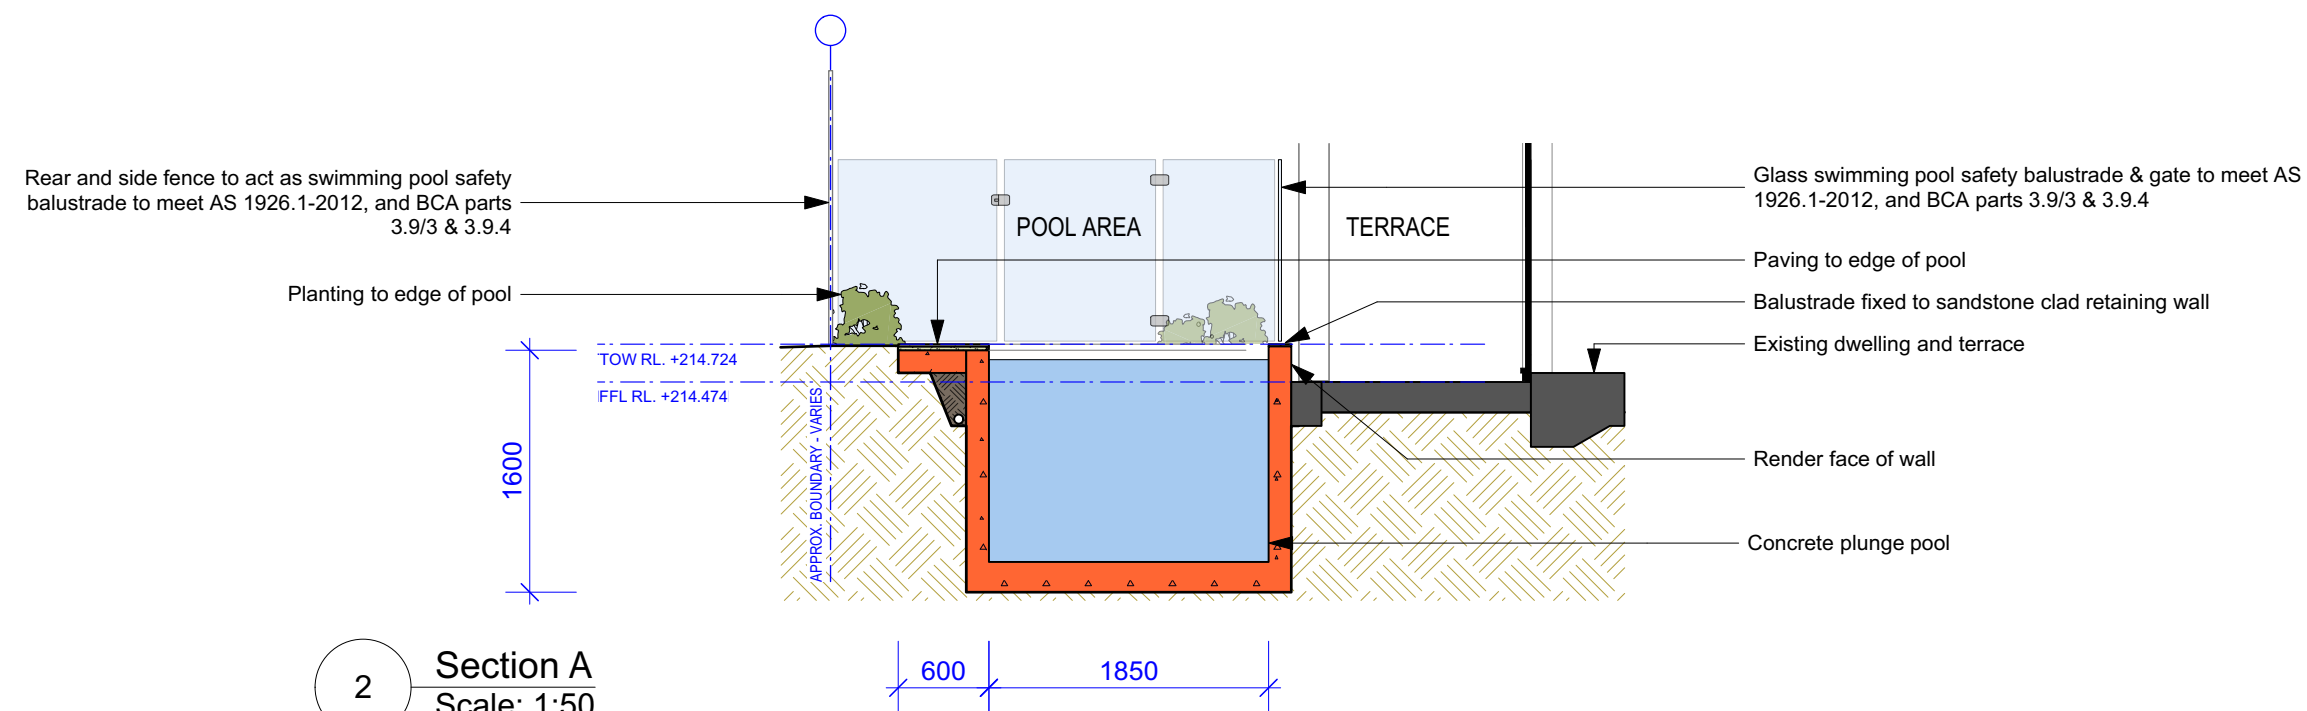 Rear and side fence to act as swimming pool safety
balustrade to meet AS 1926.1-2012, and BCA parts
3.9/3 & 3.9.4
Planting to edge of pool
POOL AREA
TERRACE
Glass swimming pool safety balustrade & gate to meet AS
1926.1-2012, and BCA parts 3.9/3 & 3.9.4
Paving to edge of pool
Balustrade fixed to sandstone clad retaining wall
Existing dwelling and terrace
Render face of wall
Concrete plunge pool
TOW RL. +214.724
FFL RL. +214.474
APPROX. BOUNDARY - VARIES
1600
600
1850
2
Section A
Scale: 1:50